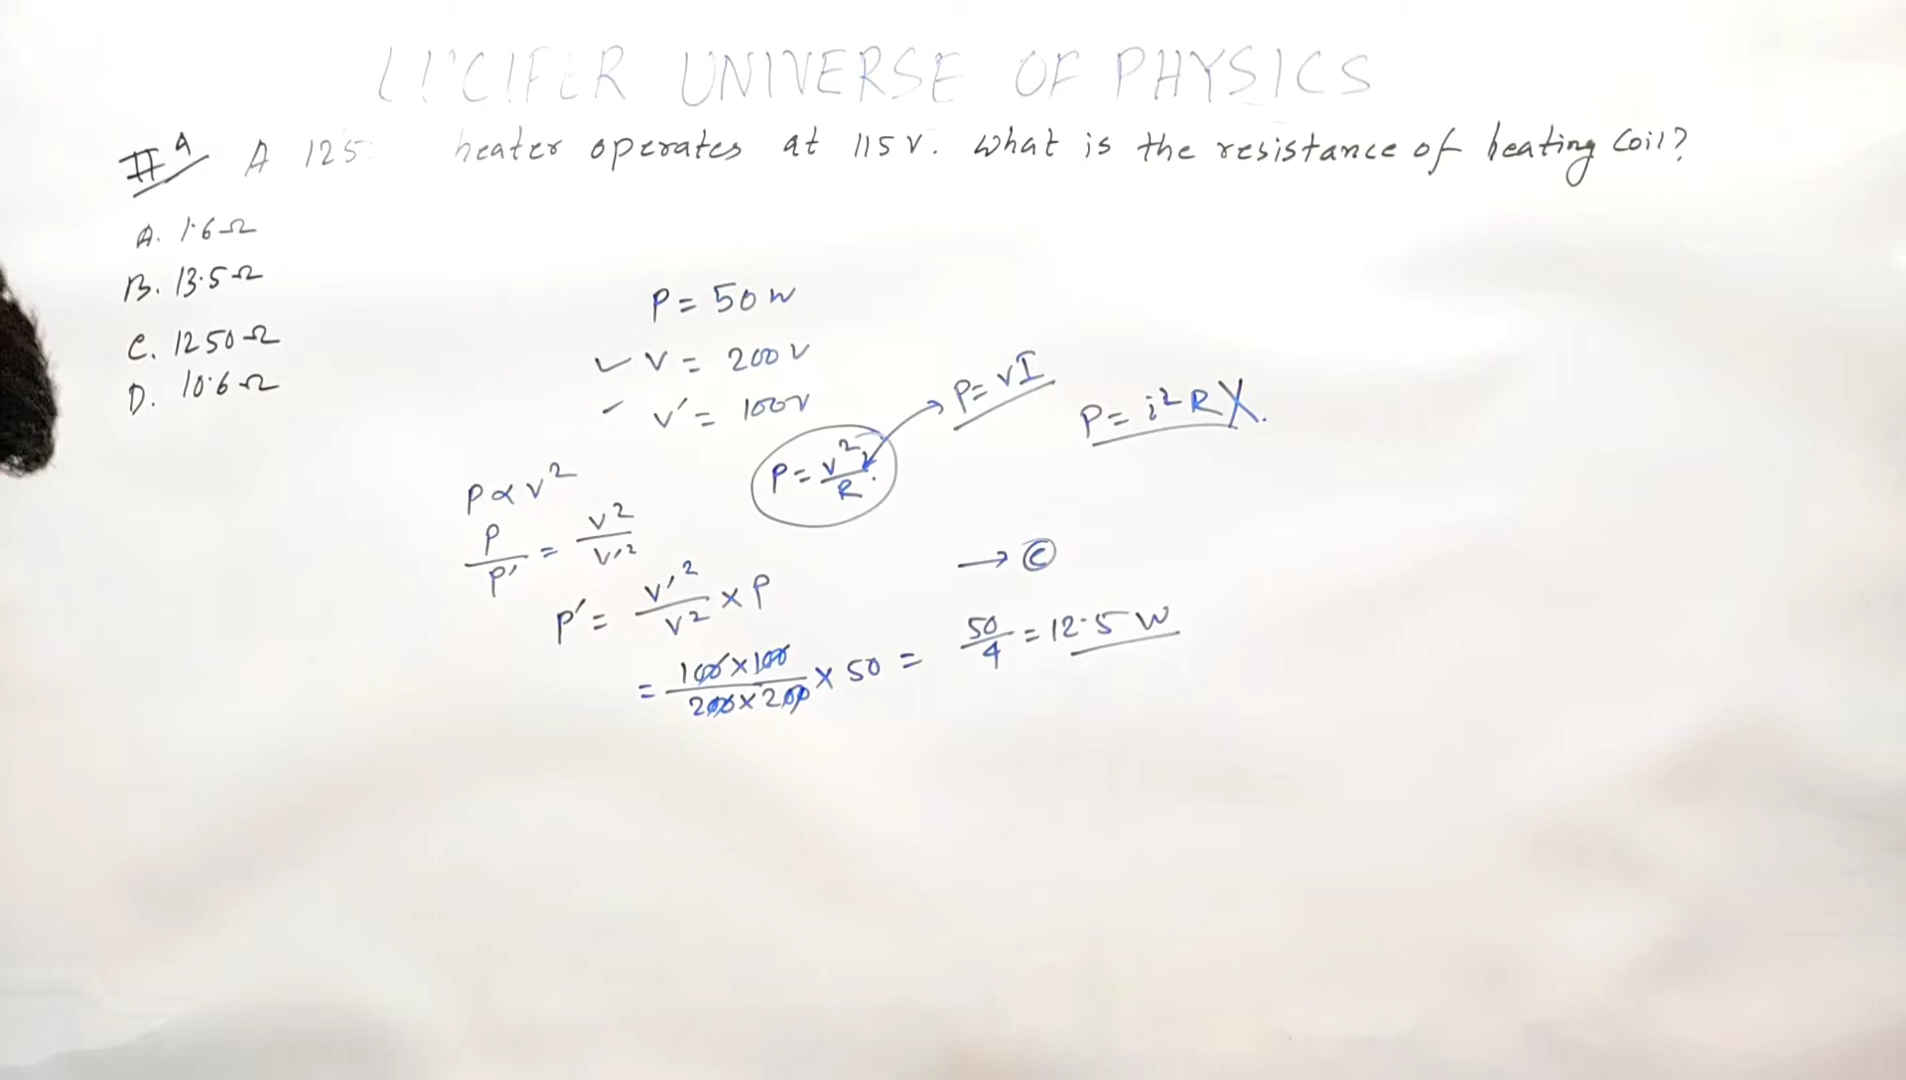 LUCIFER UNIVERSE OF PHYSICS
#9 A 125 heater operates at 115 V. What is the resistance of heating coil?
A. 1.6 Ω
B. 13.5 Ω
C. 1250 Ω
D. 10.6 Ω
P = 50 W
✓ V = 200 V
✓ V' = 100 V
P = V²/R
P = VI
P = i²R X.
P ∝ V²
P/P' = V²/V'²
P' = V'²/V² × P
→ ©
= 100×100/200×200 × 50 = 50/4 = 12.5 W